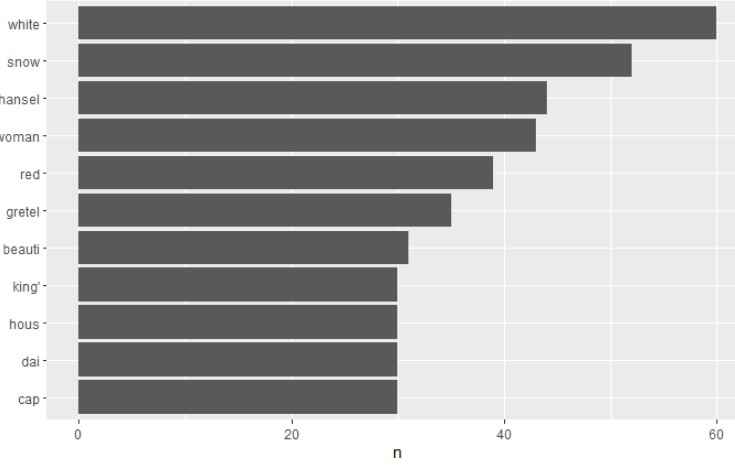 white
snow
hansel
woman
red
gretel
beauti
king'
hous
dai
cap
0 20 40 60
n